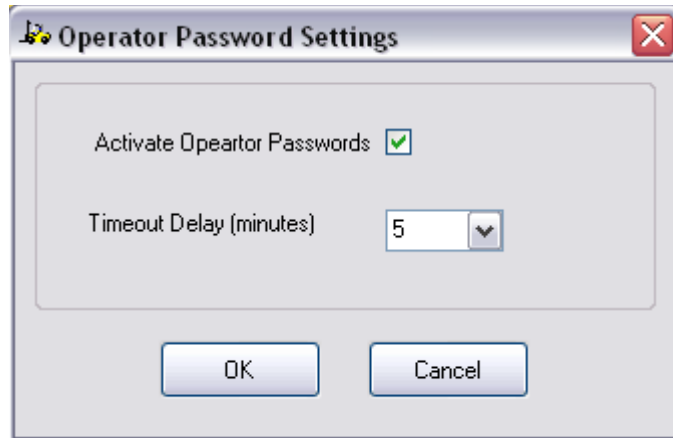 Operator Password Settings
Activate Opeartor Passwords
Timeout Delay (minutes) 5
OK Cancel